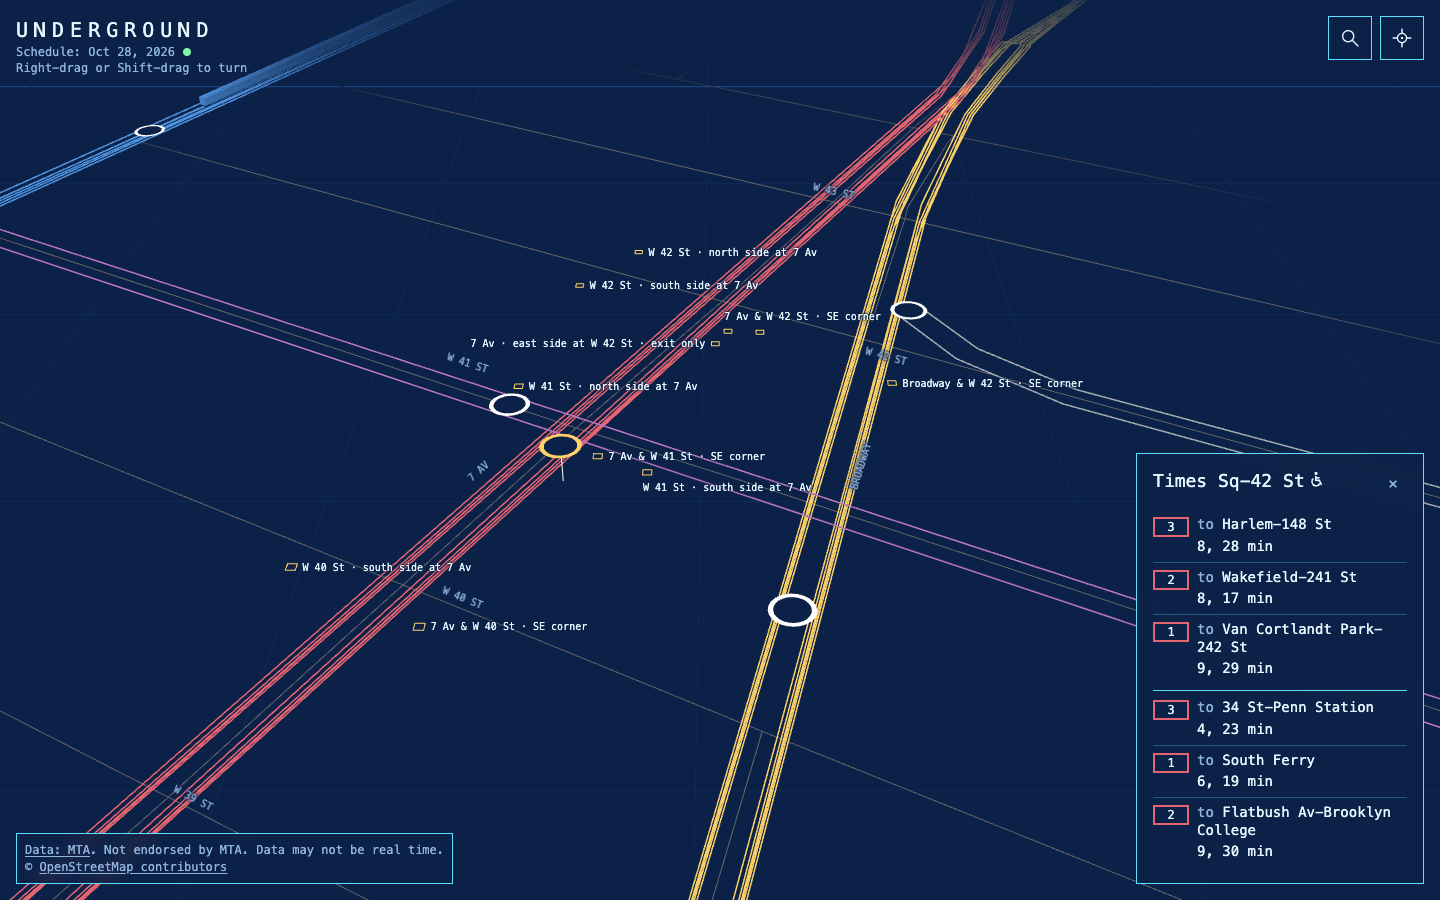 UNDERGROUND
Schedule: Oct 28, 2026
Right-drag or Shift-drag to turn
W 43 ST
W 42 St · north side at 7 Av
W 42 St · south side at 7 Av
7 Av & W 42 St · SE corner
7 Av · east side at W 42 St · exit only
W 42 ST
W 41 ST
W 41 St · north side at 7 Av
Broadway & W 42 St · SE corner
7 Av & W 41 St · SE corner
7 AV
BROADWAY
W 41 St · south side at 7 Av
W 40 St · south side at 7 Av
W 40 ST
7 Av & W 40 St · SE corner
W 39 ST
Times Sq–42 St
×
3 to Harlem–148 St
8, 28 min
2 to Wakefield–241 St
8, 17 min
1 to Van Cortlandt Park–
242 St
9, 29 min
3 to 34 St–Penn Station
4, 23 min
1 to South Ferry
6, 19 min
2 to Flatbush Av–Brooklyn
College
9, 30 min
Data: MTA. Not endorsed by MTA. Data may not be real time.
© OpenStreetMap contributors